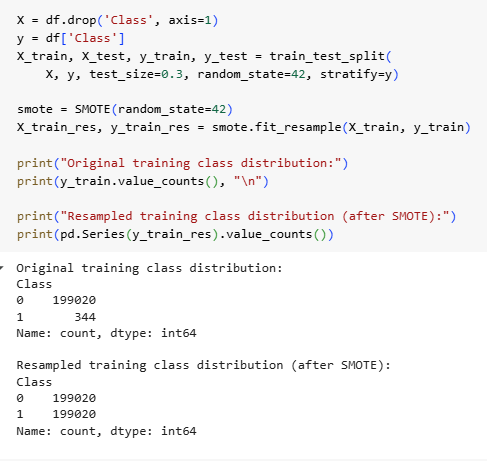 X = df.drop('Class', axis=1)
y = df['Class']
X_train, X_test, y_train, y_test = train_test_split(
    X, y, test_size=0.3, random_state=42, stratify=y)

smote = SMOTE(random_state=42)
X_train_res, y_train_res = smote.fit_resample(X_train, y_train)

print("Original training class distribution:")
print(y_train.value_counts(), "\n")

print("Resampled training class distribution (after SMOTE):")
print(pd.Series(y_train_res).value_counts())

Original training class distribution:
Class
0    199020
1       344
Name: count, dtype: int64

Resampled training class distribution (after SMOTE):
Class
0    199020
1    199020
Name: count, dtype: int64